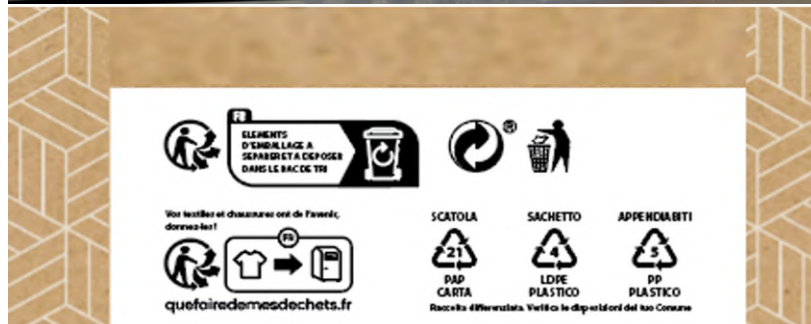 FR
ELEMENTS
D'EMBALLAGE A
SEPARER ET A DEPOSER
DANS LE BAC DE TRI
®
Vos textiles et chaussures ont de l'avenir,
donnez-les!
FR
quefairedemesdechets.fr
SCATOLA
21
PAP
CARTA
SACHETTO
4
LDPE
PLASTICO
APPENDIABITI
5
PP
PLASTICO
Raccolta differenziata. Verifica le disposizioni del tuo Comune